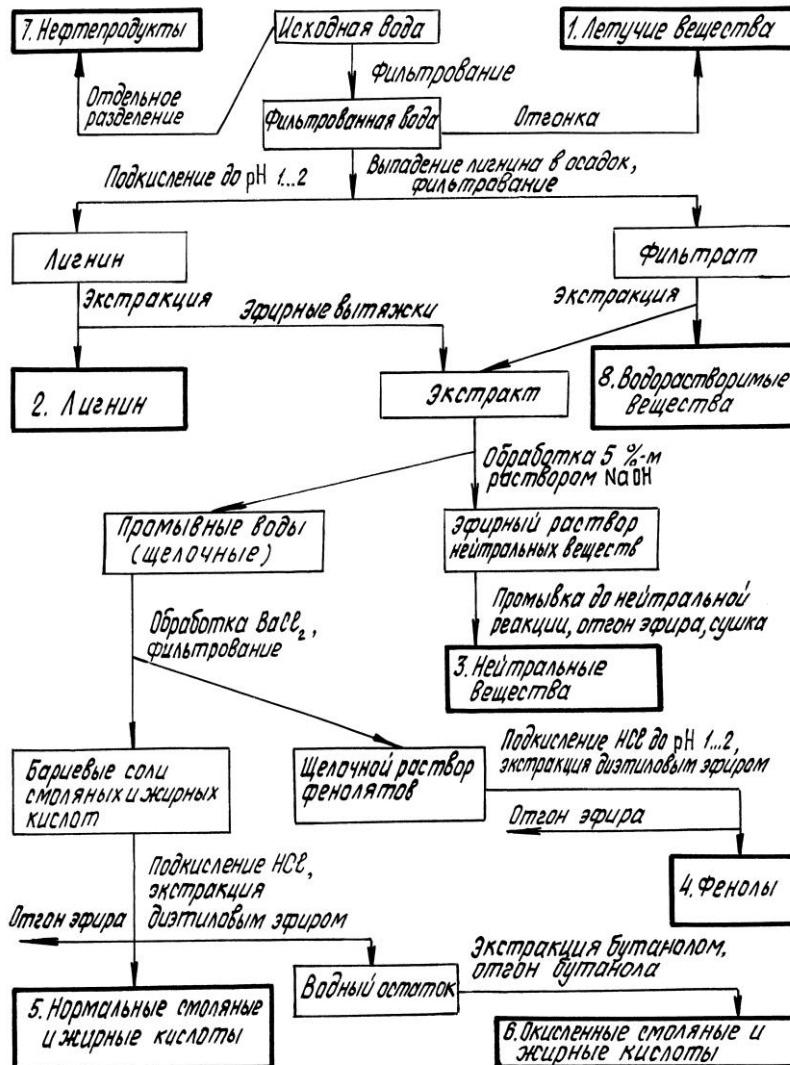 7. Нефтепродукты
Исходная вода
1. Летучие вещества
Фильтрование
Отдельное
разделение
Фильтрованная вода
Отгонка
Подкисление до pH 1...2
Выпадение лигнина в осадок,
фильтрование
Лигнин
Фильтрат
Экстракция
Эфирные вытяжки
Экстракция
2. Лигнин
Экстракт
8. Водорастворимые
вещества
Обработка 5 %-м
раствором NaOH
Промывные воды
(щелочные)
Эфирный раствор
нейтральных веществ
Обработка BaCl₂,
фильтрование
Промывка до нейтральной
реакции, отгон эфира, сушка
3. Нейтральные
вещества
Бариевые соли
смоляных и жирных
кислот
Щелочной раствор
фенолятов
Подкисление HCl до pH 1...2,
экстракция диэтиловым эфиром
Отгон эфира
4. Фенолы
Подкисление HCl,
экстракция
диэтиловым эфиром
Отгон эфира
Водный остаток
Экстракция бутанолом,
отгон бутанола
5. Нормальные смоляные
и жирные кислоты
6. Окисленные смоляные и
жирные кислоты